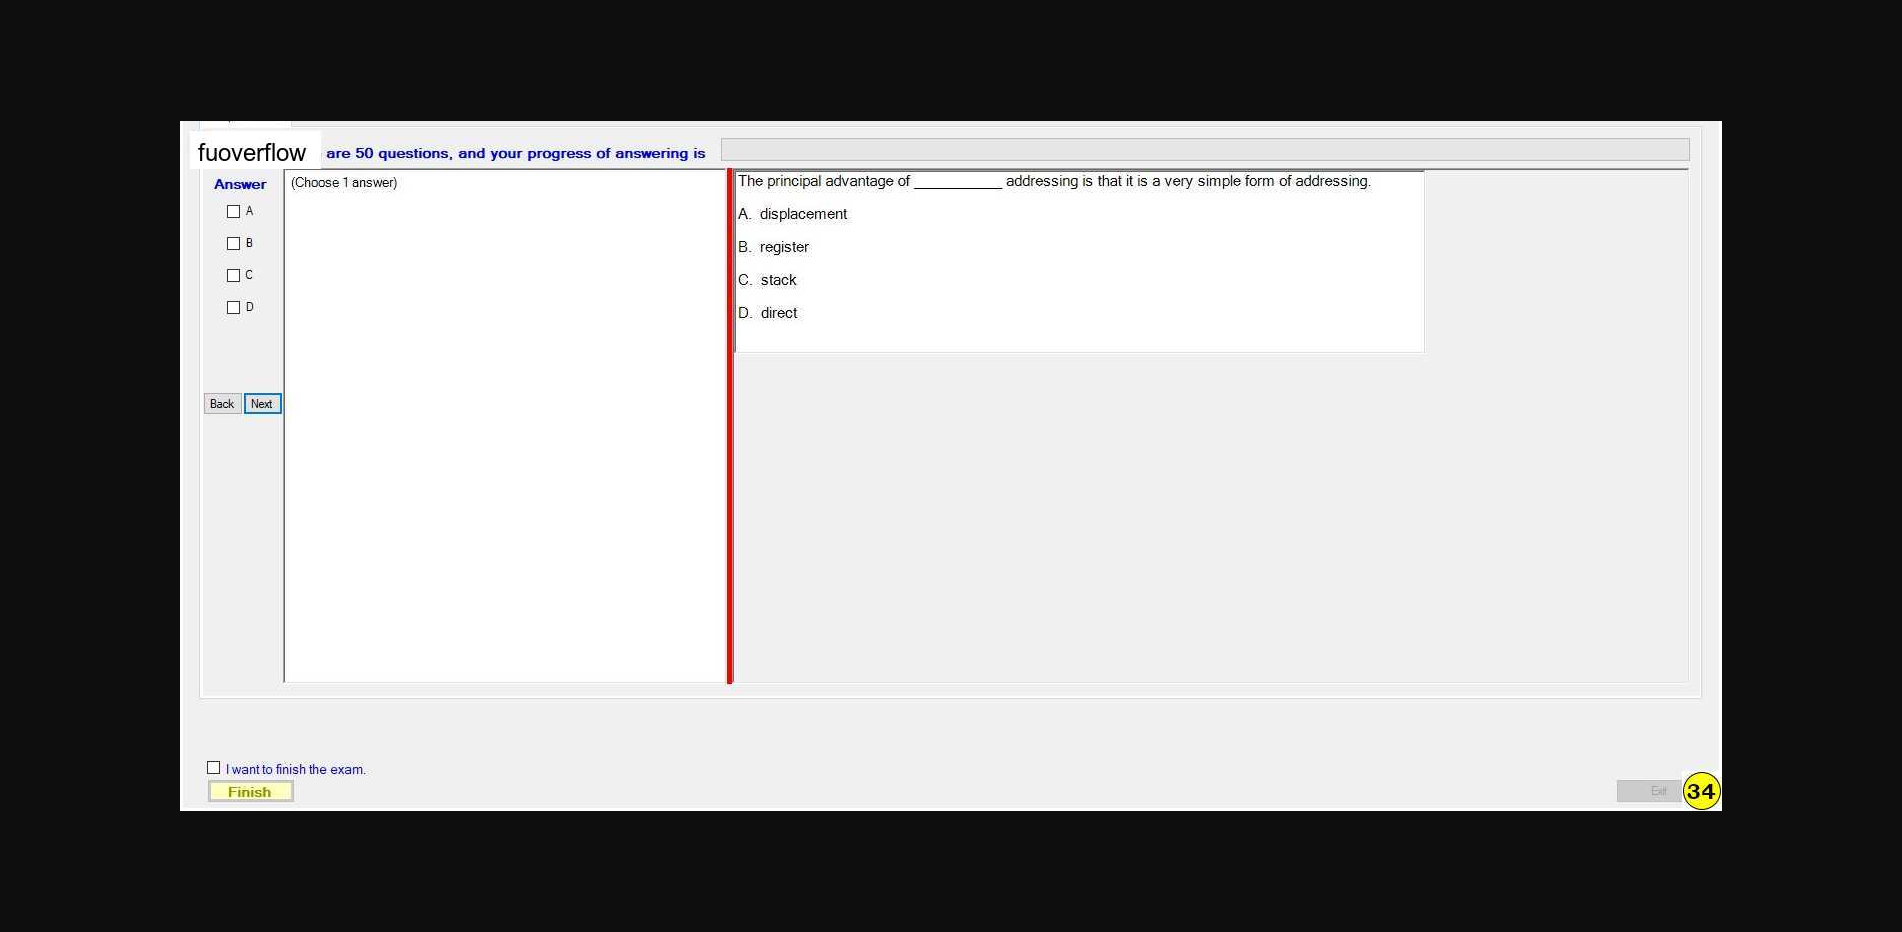 fuoverflow are 50 questions, and your progress of answering is
Answer
(Choose 1 answer)
A
B
C
D
Back Next
The principal advantage of ___________ addressing is that it is a very simple form of addressing.
A. displacement
B. register
C. stack
D. direct
I want to finish the exam.
Finish
Exit
34